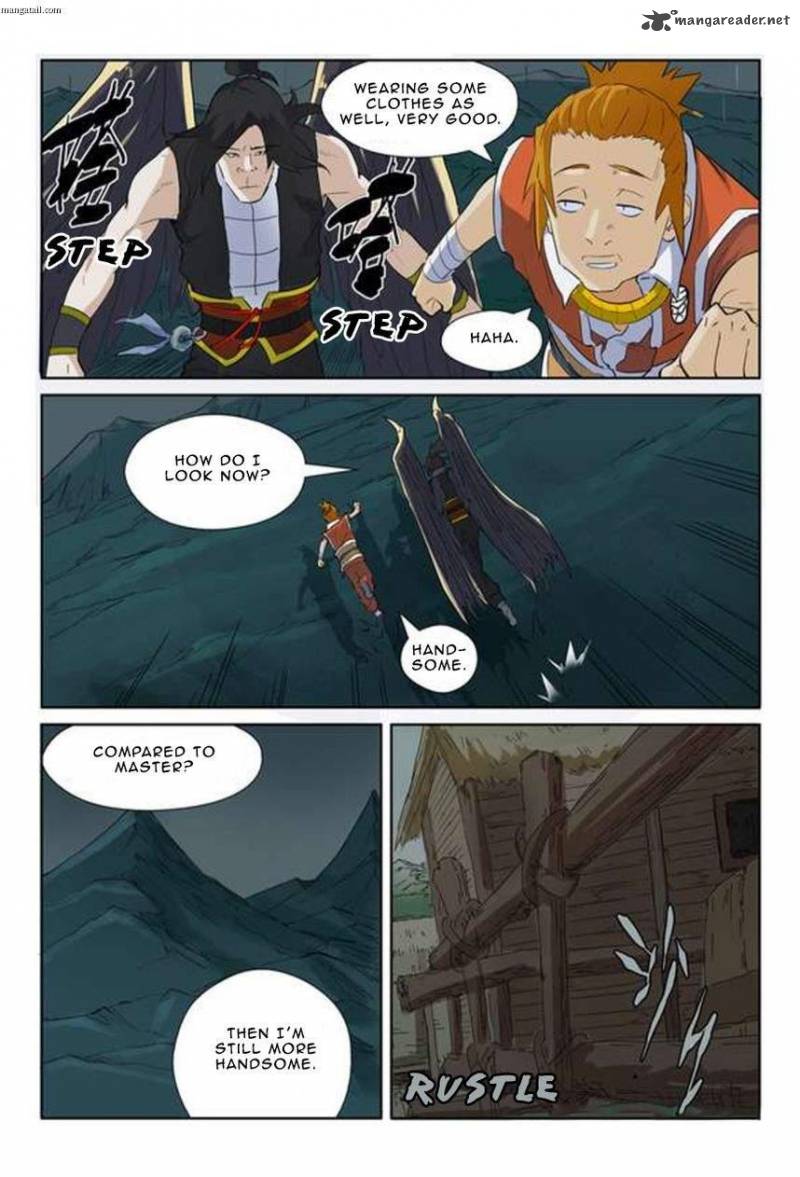 mangatail.com
mangareader.net
WEARING SOME
CLOTHES AS
WELL, VERY GOOD.
STEP
STEP
HAHA.
HOW DO I
LOOK NOW?
HAND-
SOME.
COMPARED TO
MASTER?
THEN I'M
STILL MORE
HANDSOME.
RUSTLE